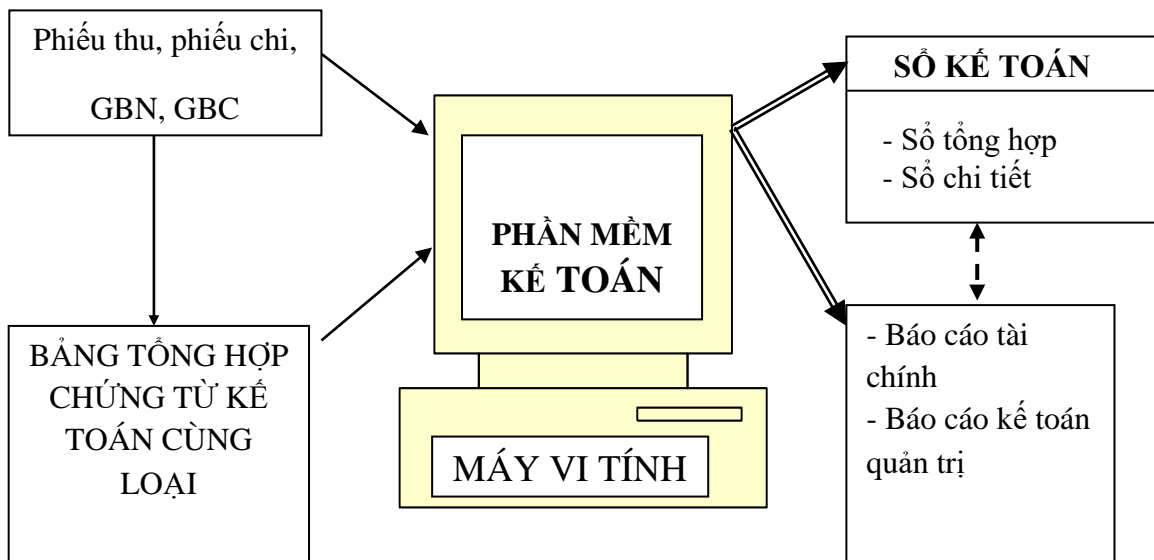 Phiếu thu, phiếu chi,
GBN, GBC
BẢNG TỔNG HỢP
CHỨNG TỪ KẾ
TOÁN CÙNG
LOẠI
PHẦN MỀM
KẾ TOÁN
MÁY VI TÍNH
SỔ KẾ TOÁN
- Sổ tổng hợp
- Sổ chi tiết
- Báo cáo tài
chính
- Báo cáo kế toán
quản trị